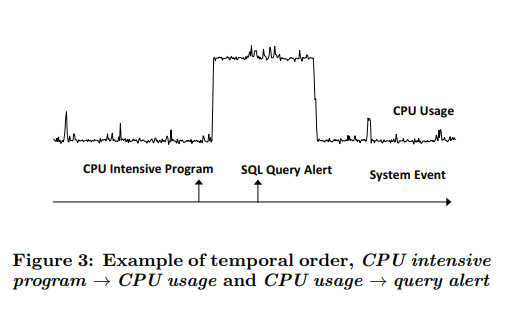 CPU Usage
CPU Intensive Program SQL Query Alert System Event
Figure 3: Example of temporal order, CPU intensive
program → CPU usage and CPU usage → query alert